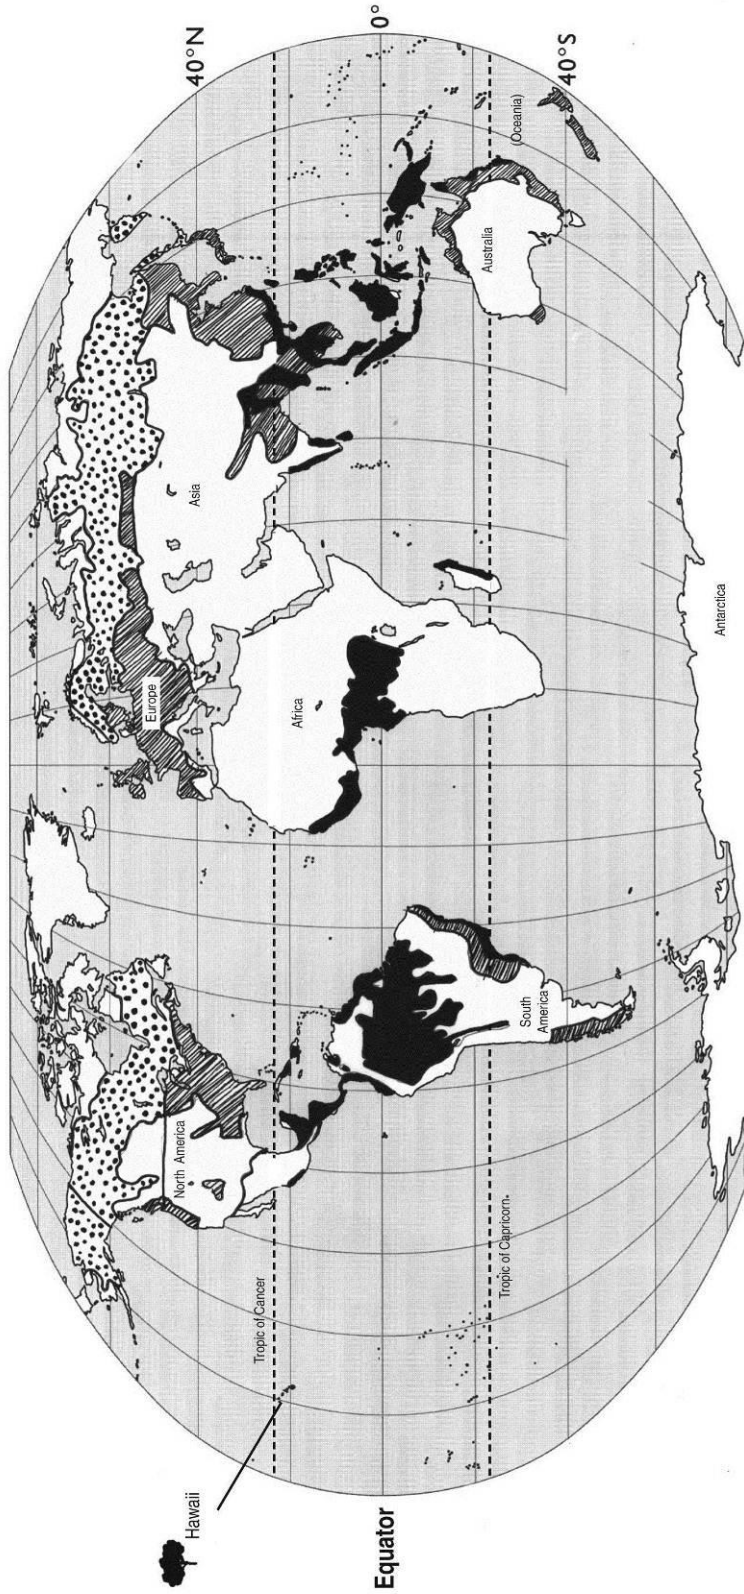 Hawaii
Equator
Tropic of Cancer
Tropic of Capricorn.
North America
South
America
Europe
Africa
Asia
Australia
(Oceania)
Antarctica
40°N
0°
40°S